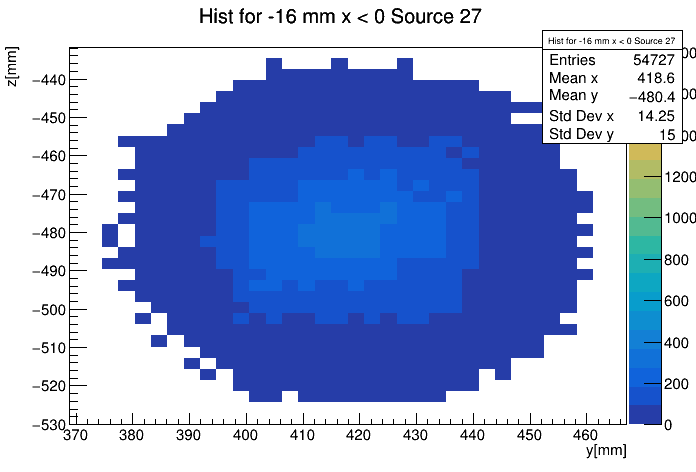 Hist for -16 mm x < 0 Source 27
z[mm]
Hist for -16 mm x < 0 Source 27
Entries 54727
Mean x 418.6
Mean y −480.4
Std Dev x 14.25
Std Dev y 15
−440
−450
−460
−470
−480
−490
−500
−510
−520
−530
1200
1000
800
600
400
200
0
370 380 390 400 410 420 430 440 450 460
y[mm]